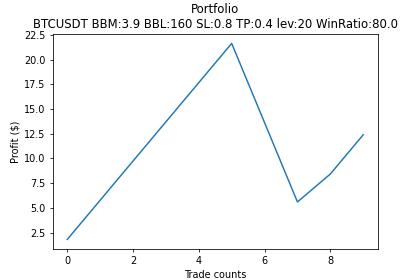 Portfolio
BTCUSDT BBM:3.9 BBL:160 SL:0.8 TP:0.4 lev:20 WinRatio:80.0
22.5
20.0
17.5
15.0
12.5
10.0
7.5
5.0
2.5
Profit ($)
0 2 4 6 8
Trade counts